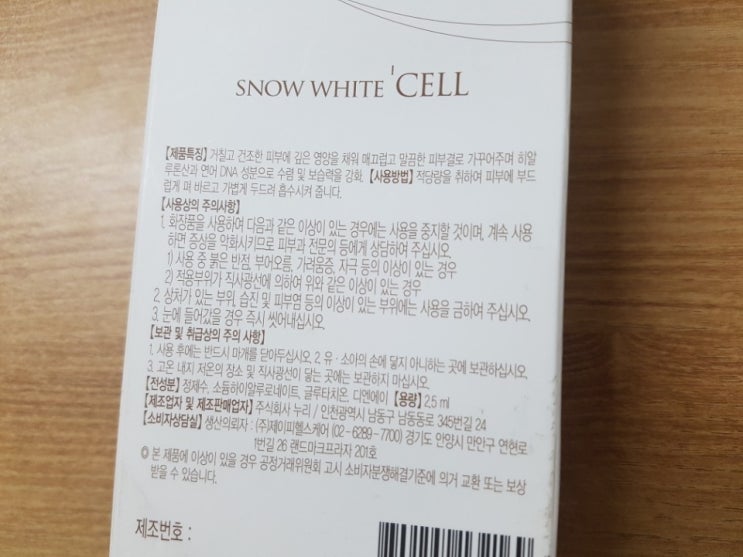 SNOW WHITE 'CELL
【제품특징】 거칠고 건조한 피부에 깊은 영양을 채워 매끄럽고 말끔한 피부결로 가꾸어주며 히알
루론산과 연어 DNA 성분으로 수렴 및 보습력을 강화. 【사용방법】 적당량을 취하여 피부에 부드
럽게 펴 바르고 가볍게 두드려 흡수시켜 줍니다.
【사용상의 주의사항】
1. 화장품을 사용하여 다음과 같은 이상이 있는 경우에는 사용을 중지할 것이며, 계속 사용
하면 증상을 악화시키므로 피부과 전문의 등에게 상담하여 주십시오.
1) 사용 중 붉은 반점, 부어오름, 가려움증, 자극 등의 이상이 있는 경우
2) 적용부위가 직사광선에 의하여 위와 같은 이상이 있는 경우
2. 상처가 있는 부위, 습진 및 피부염 등의 이상이 있는 부위에는 사용을 금하여 주십시오.
3. 눈에 들어갔을 경우 즉시 씻어내십시오.
【보관 및 취급상의 주의 사항】
1. 사용 후에는 반드시 마개를 닫아두십시오. 2. 유·소아의 손에 닿지 아니하는 곳에 보관하십시오.
3. 고온 내지 저온의 장소 및 직사광선이 닿는 곳에는 보관하지 마십시오.
【전성분】 정제수, 소듐하이알루로네이트, 글루타치온, 디엔에이 【용량】 2.5 ml
【제조업자 및 제조판매업자】 주식회사 누리 / 인천광역시 남동구 남동동로 345번길 24
【소비자상담실】 생산의뢰자 : (주)제이피헬스케어 (02-6289-7700) 경기도 안양시 만안구 연현로
1번길 26 랜드마크프라자 201호
◎ 본 제품에 이상이 있을 경우 공정거래위원회 고시 소비자분쟁해결기준에 의거 교환 또는 보상
받을 수 있습니다.
제조번호 :